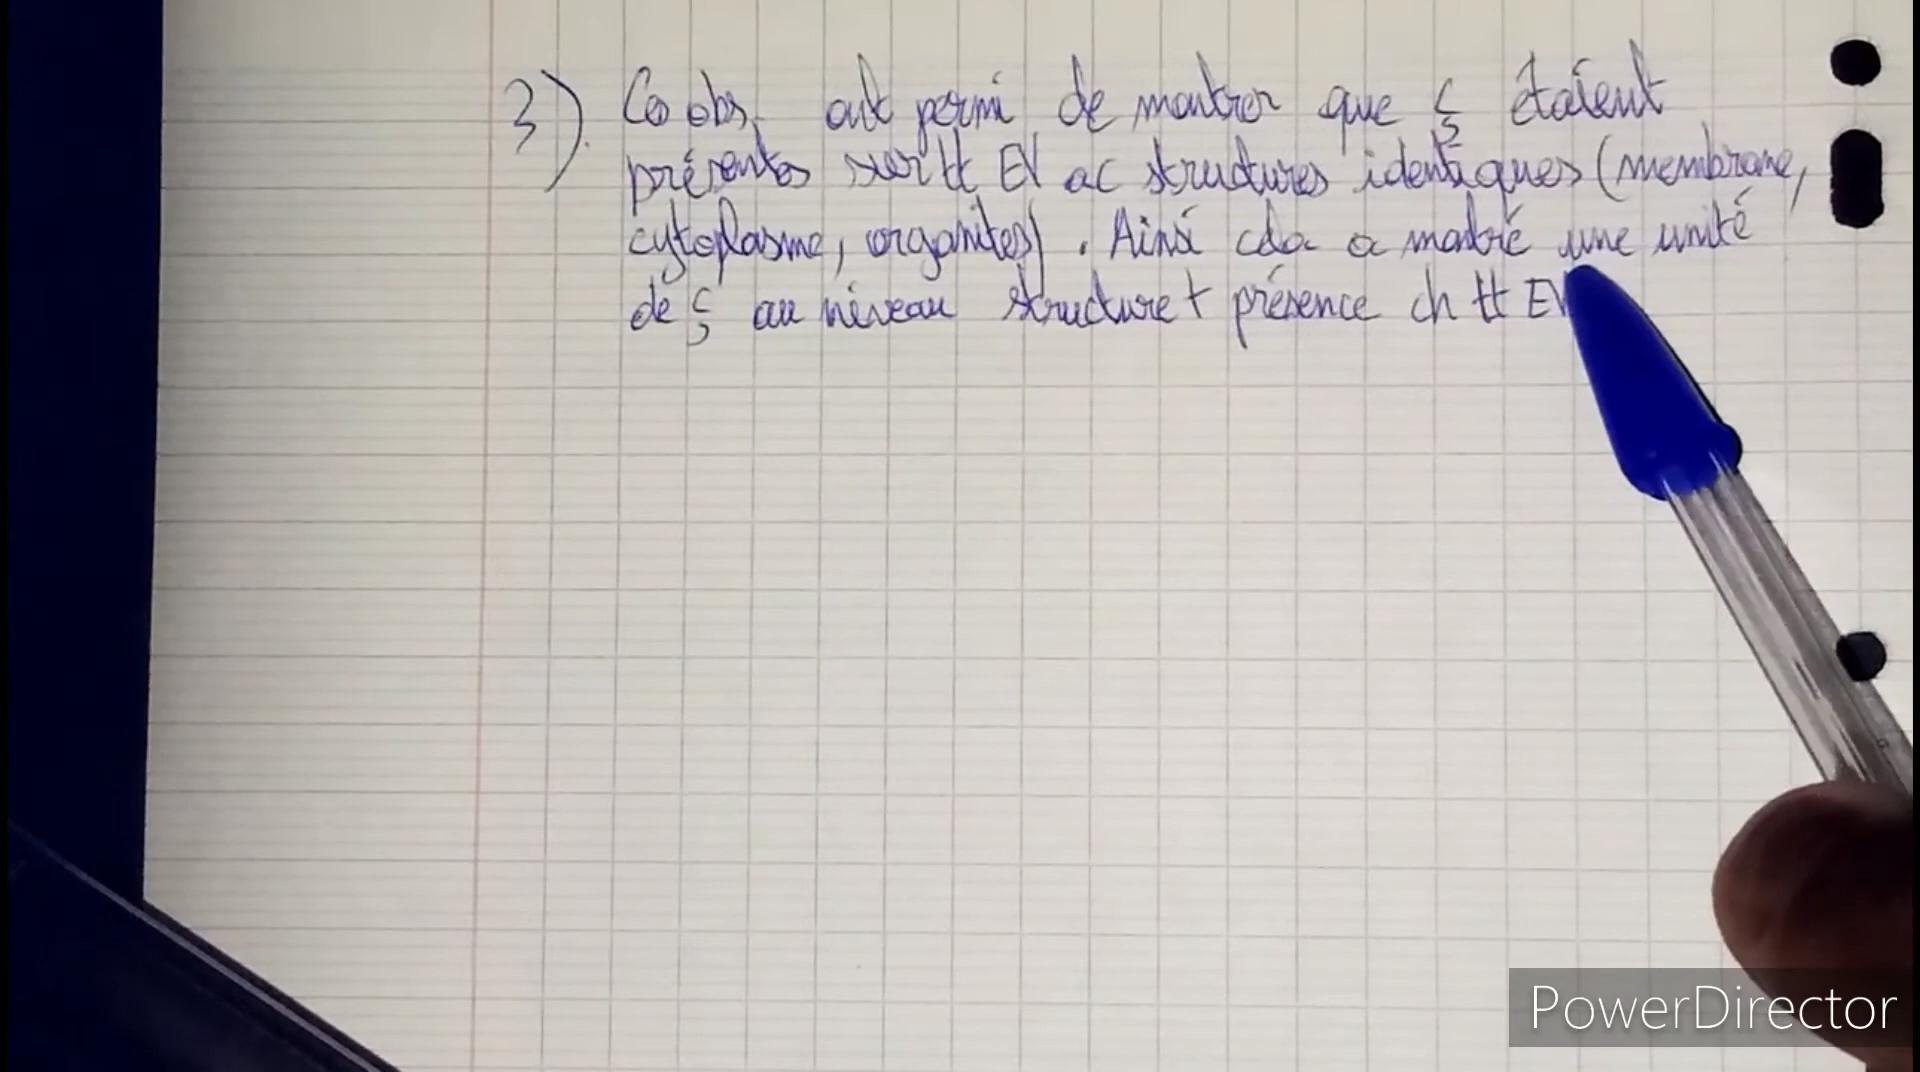 3) Ces obs. ont permi de montrer que ς étaient
présentes sur tt EV ac structures identiques (membrane,
cytoplasme, organites). Ainsi cela a montré une unité
de ς au niveau structure + présence ch tt EV
PowerDirector